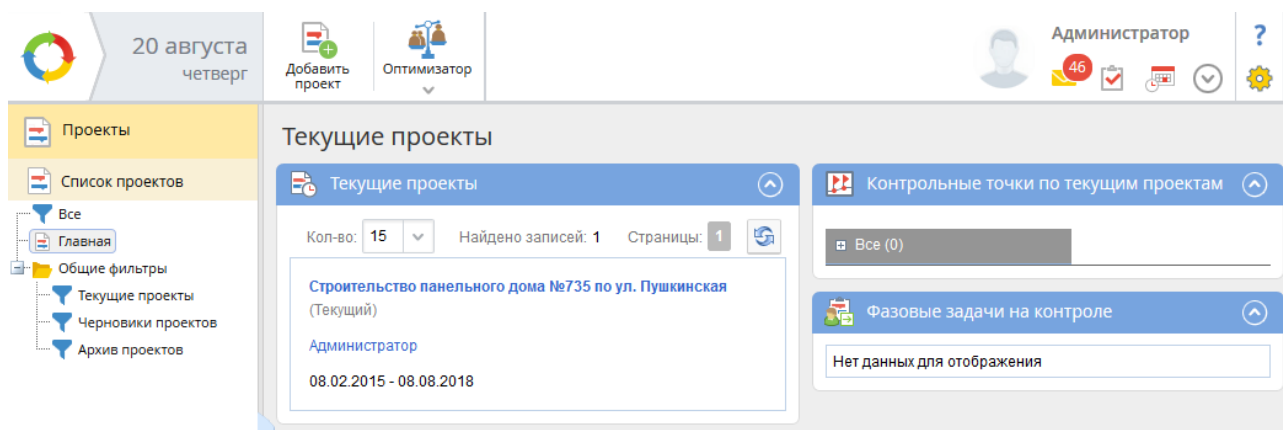 20 августа
четверг
Добавить
проект
Оптимизатор
Администратор
46
?
Проекты
Список проектов
Все
Главная
Общие фильтры
Текущие проекты
Черновики проектов
Архив проектов
Текущие проекты
Текущие проекты
Кол-во: 15 Найдено записей: 1 Страницы: 1
Строительство панельного дома №735 по ул. Пушкинская
(Текущий)
Администратор
08.02.2015 - 08.08.2018
Контрольные точки по текущим проектам
Все (0)
Фазовые задачи на контроле
Нет данных для отображения